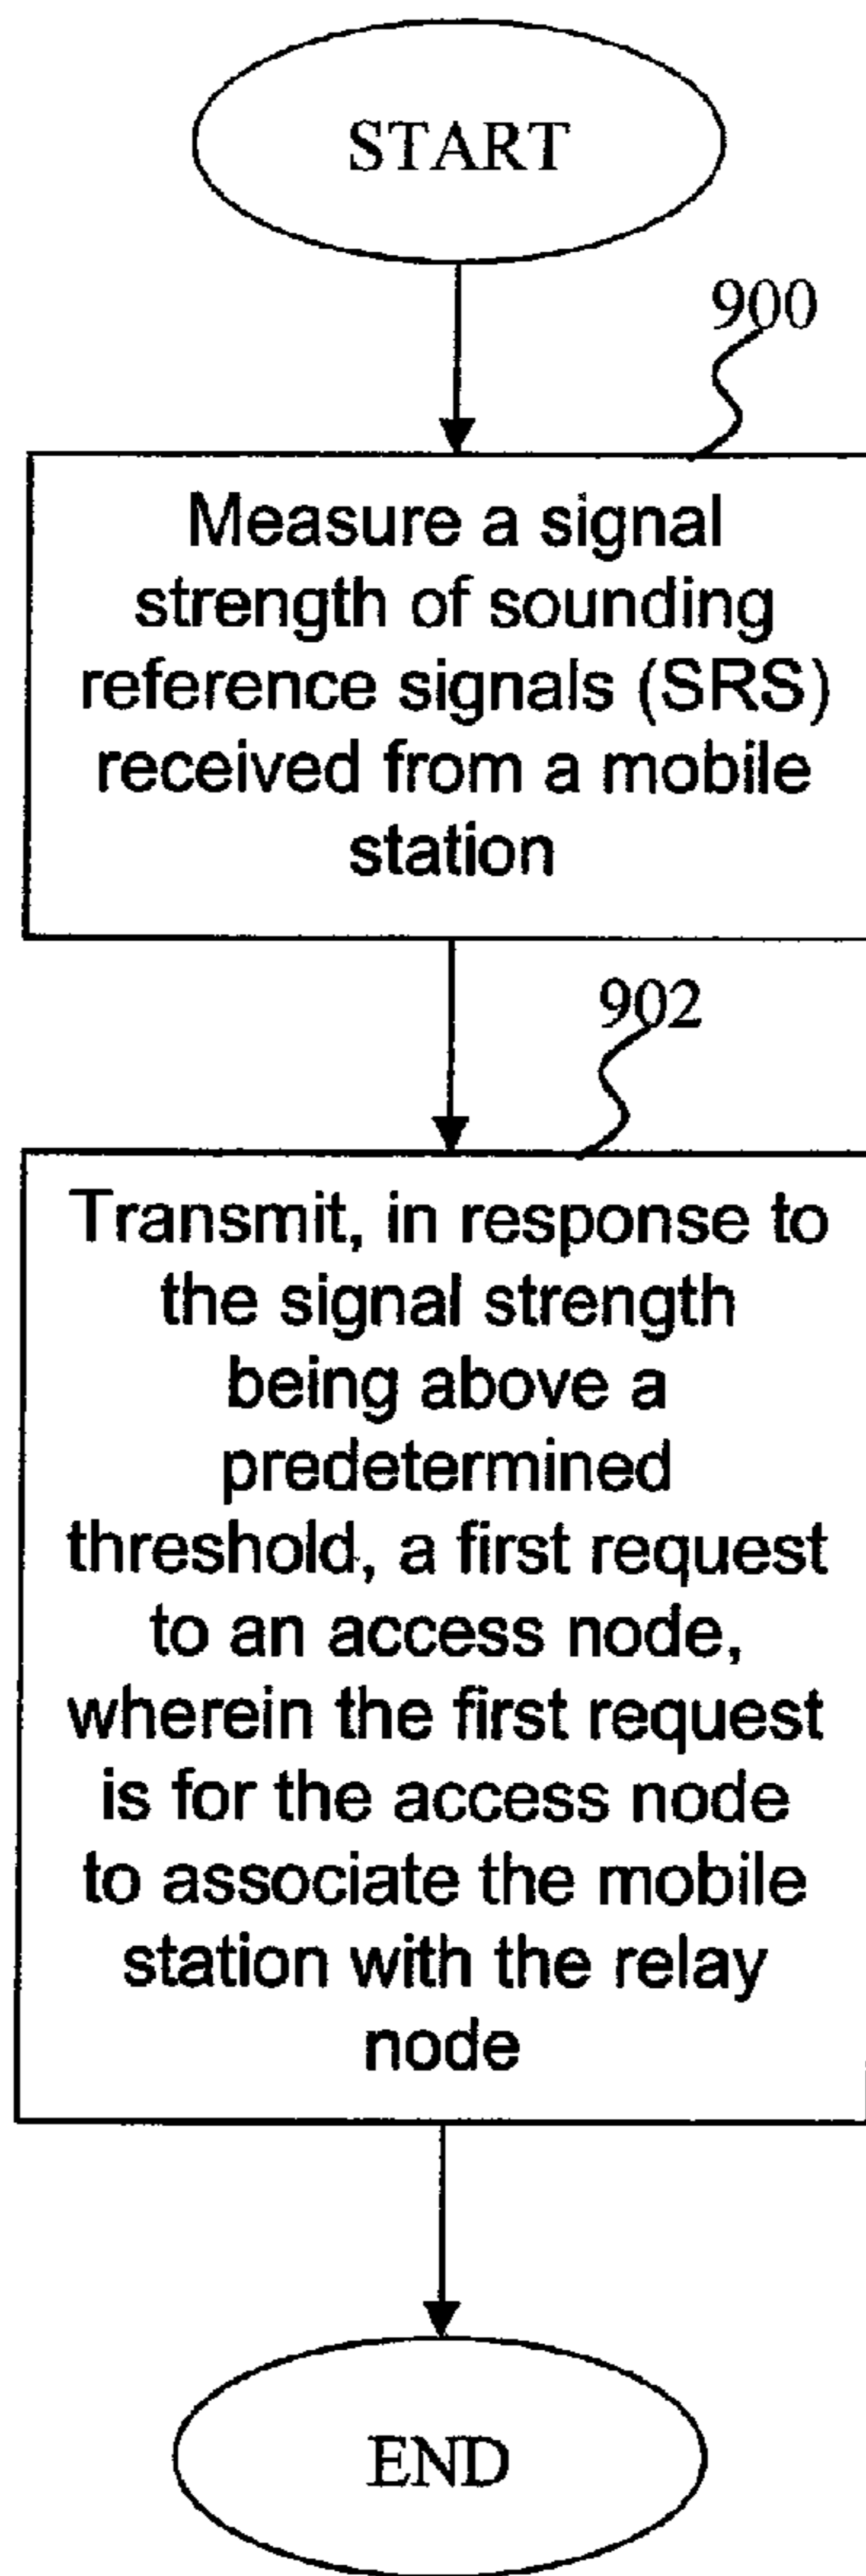 START
900
Measure a signal
strength of sounding
reference signals (SRS)
received from a mobile
station
902
Transmit, in response to
the signal strength
being above a
predetermined
threshold, a first request
to an access node,
wherein the first request
is for the access node
to associate the mobile
station with the relay
node
END